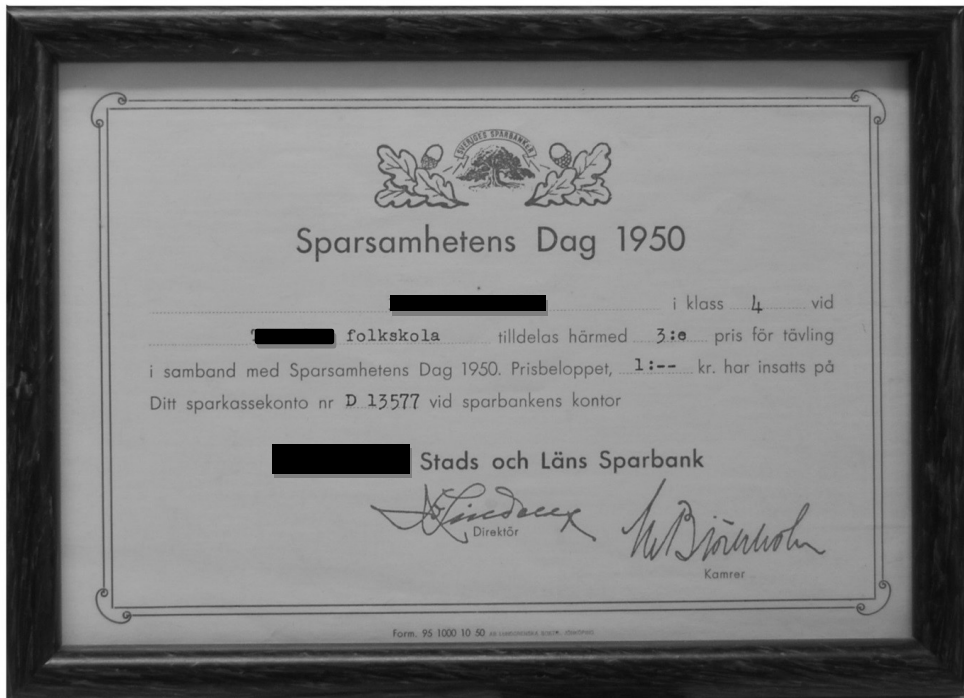 SVERIGES SPARBANKER
Sparsamhetens Dag 1950
i klass 4 vid
folkskola tilldelas härmed 3:e pris för tävling
i samband med Sparsamhetens Dag 1950. Prisbeloppet, 1:-- kr. har insatts på
Ditt sparkassekonto nr D 13577 vid sparbankens kontor
Stads och Läns Sparbank
Direktör
Kamrer
Form. 95 1000 10 50